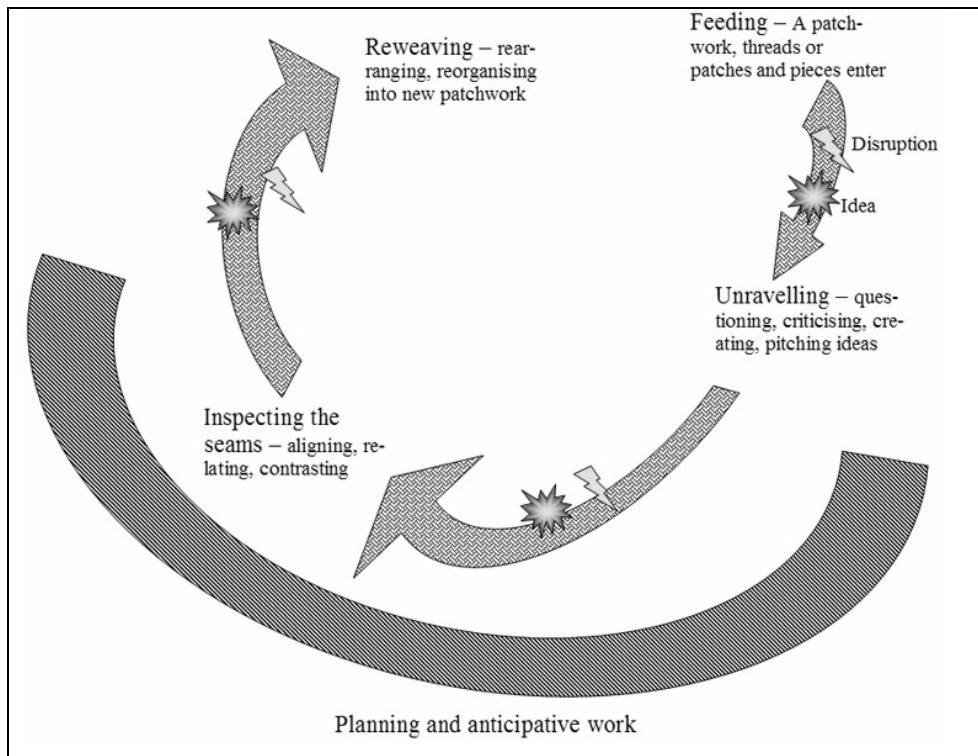 Reweaving – rear-
ranging, reorganising
into new patchwork
Feeding – A patch-
work, threads or
patches and pieces enter
Disruption
Idea
Unravelling – ques-
tioning, criticising, cre-
ating, pitching ideas
Inspecting the
seams – aligning, re-
lating, contrasting
Planning and anticipative work